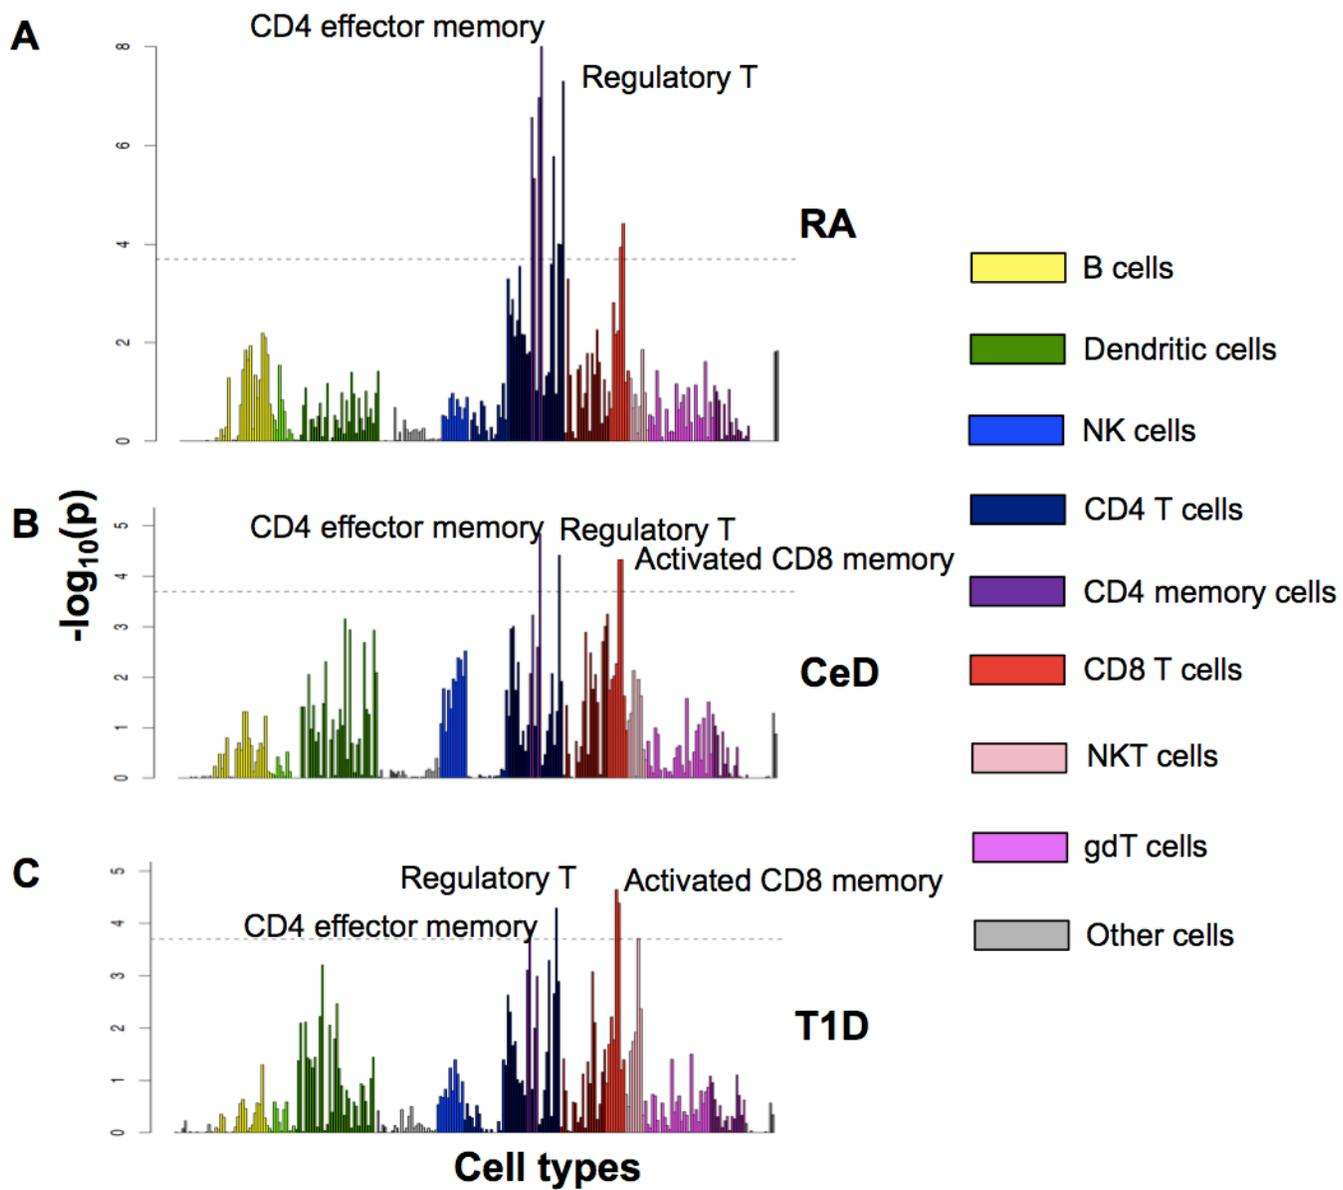 A
CD4 effector memory
Regulatory T
8
6
4
2
0
RA
B
CD4 effector memory
Regulatory T
Activated CD8 memory
5
4
3
2
1
0
CeD
-log10(p)
C
Regulatory T
Activated CD8 memory
CD4 effector memory
5
4
3
2
1
0
T1D
Cell types
B cells
Dendritic cells
NK cells
CD4 T cells
CD4 memory cells
CD8 T cells
NKT cells
gdT cells
Other cells